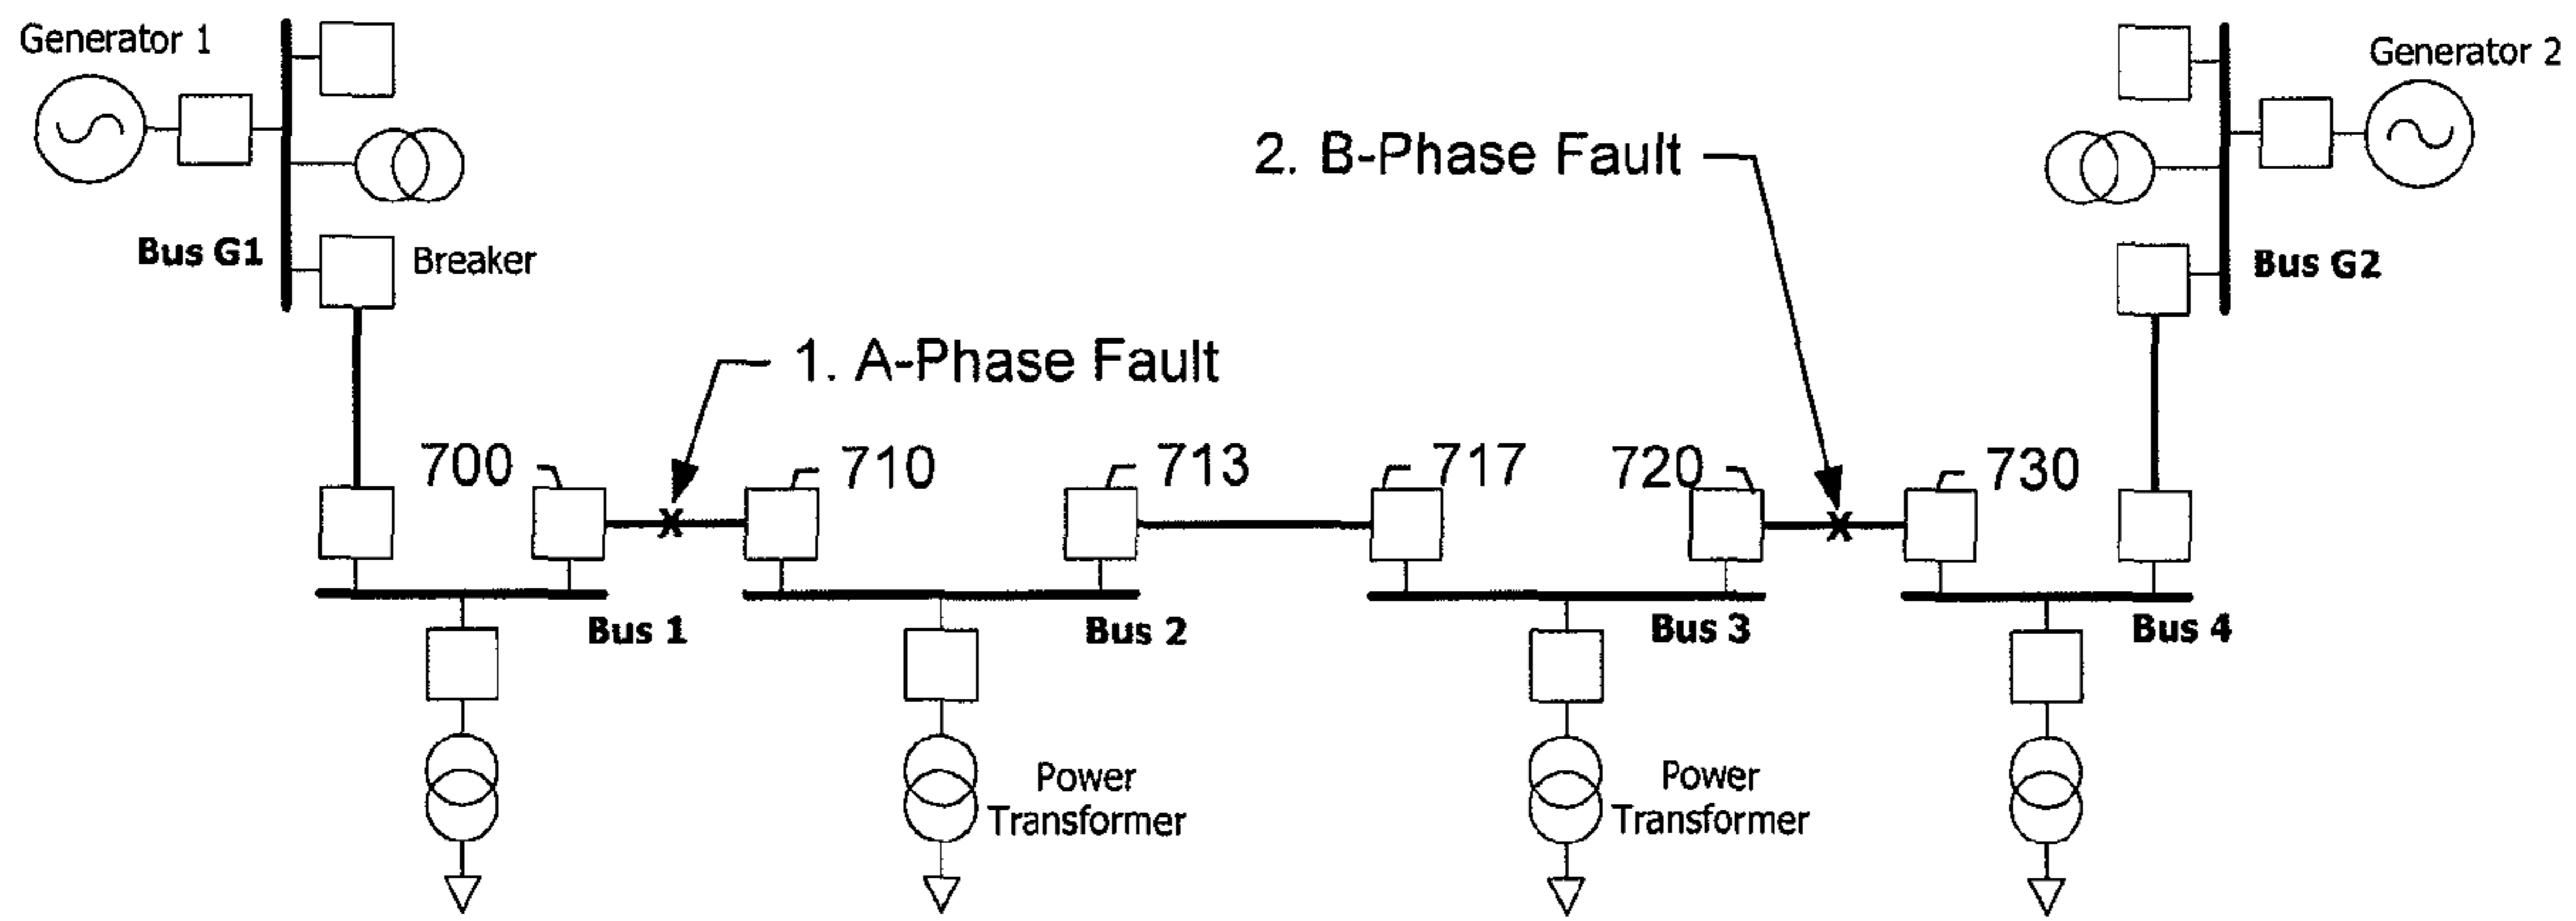 Generator 1
Generator 2
2. B-Phase Fault
Bus G1
Breaker
Bus G2
1. A-Phase Fault
700
710
713
717
720
730
Bus 1
Bus 2
Bus 3
Bus 4
Power
Transformer
Power
Transformer